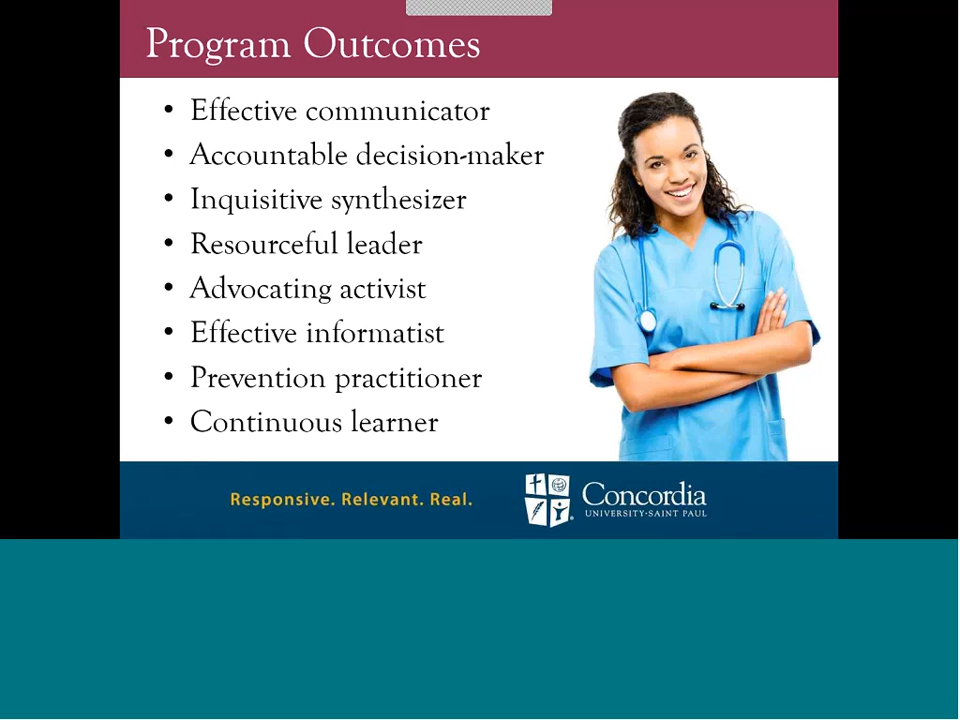 Program Outcomes
• Effective communicator
• Accountable decision-maker
• Inquisitive synthesizer
• Resourceful leader
• Advocating activist
• Effective informatist
• Prevention practitioner
• Continuous learner
Responsive. Relevant. Real.
Concordia
UNIVERSITY·SAINT PAUL